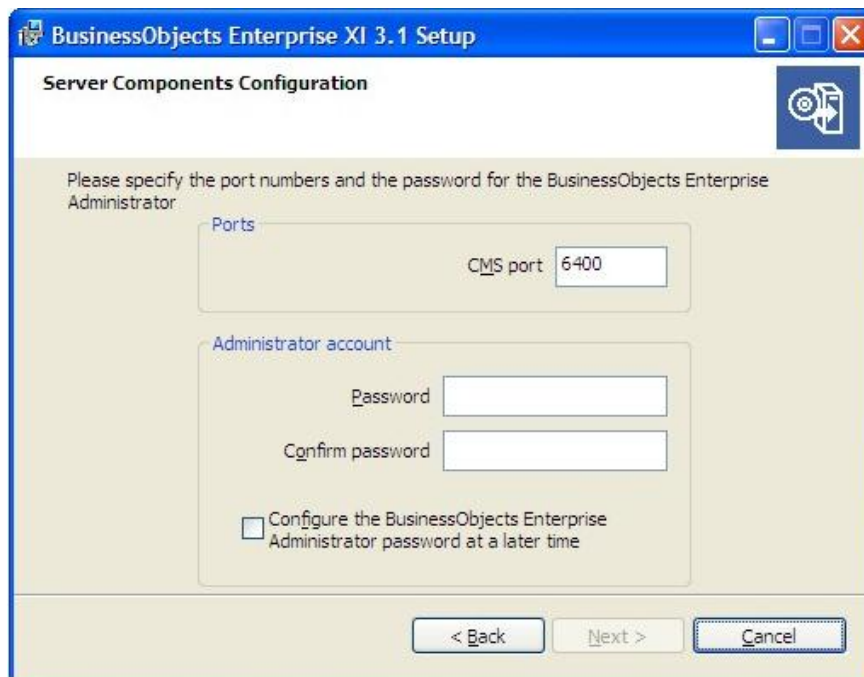 BusinessObjects Enterprise XI 3.1 Setup
Server Components Configuration
Please specify the port numbers and the password for the BusinessObjects Enterprise
Administrator
Ports
CMS port 6400
Administrator account
Password
Confirm password
Configure the BusinessObjects Enterprise
Administrator password at a later time
< Back Next > Cancel